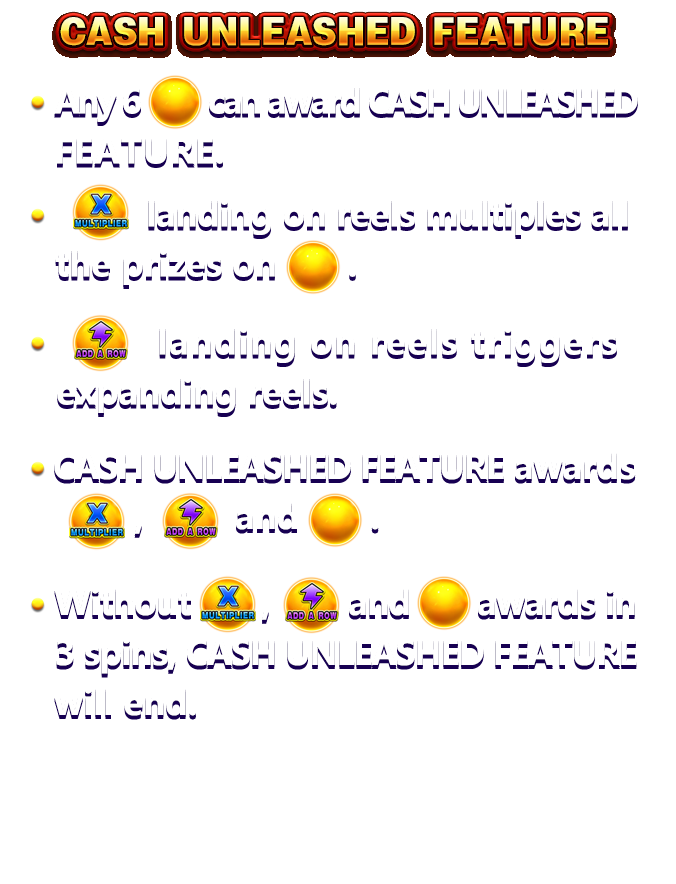 CASH UNLEASHED FEATURE
Any 6 can award CASH UNLEASHED
FEATURE.
X MULTIPLIER landing on reels multiples all
the prizes on .
ADD A ROW landing on reels triggers
expanding reels.
CASH UNLEASHED FEATURE awards
X MULTIPLIER , ADD A ROW and .
Without X MULTIPLIER , ADD A ROW and awards in
3 spins, CASH UNLEASHED FEATURE
will end.